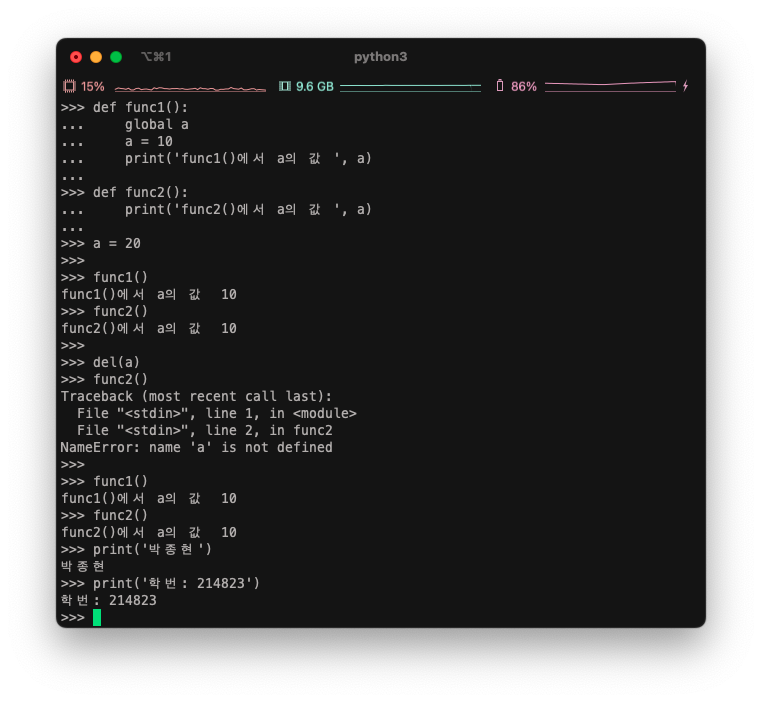 ⌥⌘1 python3
15% 9.6 GB 86%
>>> def func1():
...     global a
...     a = 10
...     print('func1()에서 a의 값 ', a)
...
>>> def func2():
...     print('func2()에서 a의 값 ', a)
...
>>> a = 20
>>>
>>> func1()
func1()에서 a의 값  10
>>> func2()
func2()에서 a의 값  10
>>>
>>> del(a)
>>> func2()
Traceback (most recent call last):
  File "<stdin>", line 1, in <module>
  File "<stdin>", line 2, in func2
NameError: name 'a' is not defined
>>>
>>> func1()
func1()에서 a의 값  10
>>> func2()
func2()에서 a의 값  10
>>> print('박종현')
박종현
>>> print('학번: 214823')
학번: 214823
>>>